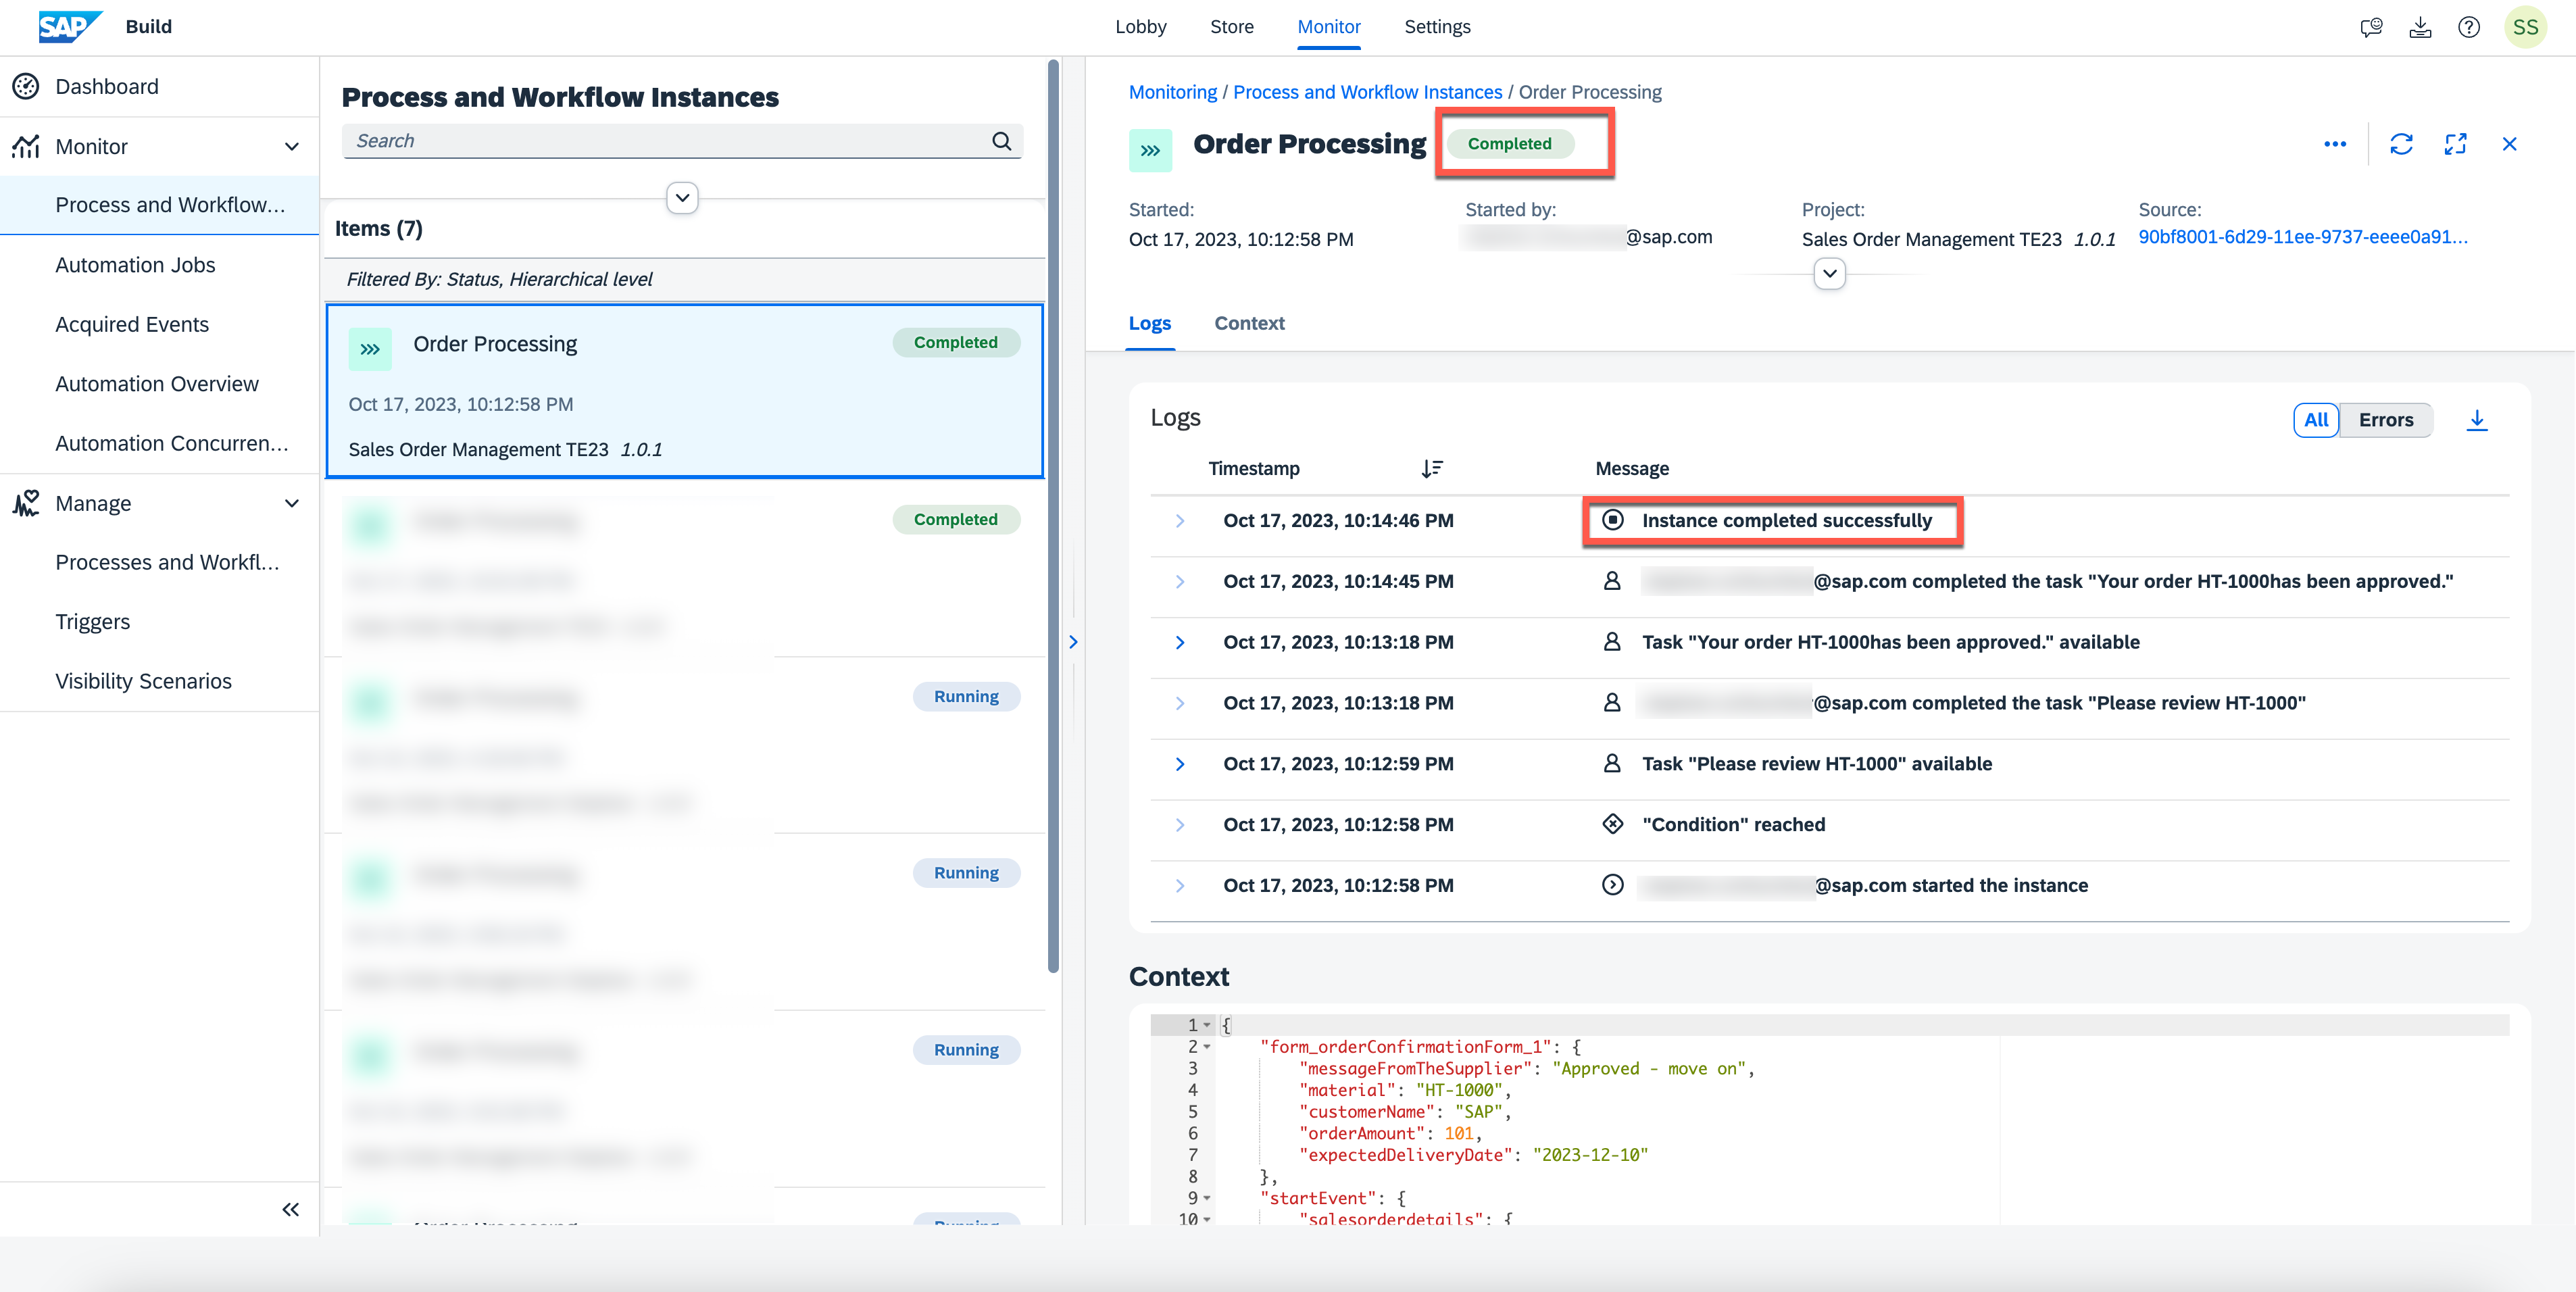 SAP Build
Lobby Store Monitor Settings
SS
Dashboard
Monitor
Process and Workflow...
Automation Jobs
Acquired Events
Automation Overview
Automation Concurren...
Manage
Processes and Workfl...
Triggers
Visibility Scenarios
Process and Workflow Instances
Search
Items (7)
Filtered By: Status, Hierarchical level
Order Processing Completed
Oct 17, 2023, 10:12:58 PM
Sales Order Management TE23 1.0.1
Completed
Running
Running
Running
Running
Monitoring / Process and Workflow Instances / Order Processing
Order Processing Completed
Started: Started by: Project: Source:
Oct 17, 2023, 10:12:58 PM @sap.com Sales Order Management TE23 1.0.1 90bf8001-6d29-11ee-9737-eeee0a91...
Logs Context
Logs
All Errors
Timestamp Message
Oct 17, 2023, 10:14:46 PM Instance completed successfully
Oct 17, 2023, 10:14:45 PM @sap.com completed the task "Your order HT-1000has been approved."
Oct 17, 2023, 10:13:18 PM Task "Your order HT-1000has been approved." available
Oct 17, 2023, 10:13:18 PM @sap.com completed the task "Please review HT-1000"
Oct 17, 2023, 10:12:59 PM Task "Please review HT-1000" available
Oct 17, 2023, 10:12:58 PM "Condition" reached
Oct 17, 2023, 10:12:58 PM @sap.com started the instance
Context
1 {
2 "form_orderConfirmationForm_1": {
3 "messageFromTheSupplier": "Approved - move on",
4 "material": "HT-1000",
5 "customerName": "SAP",
6 "orderAmount": 101,
7 "expectedDeliveryDate": "2023-12-10"
8 },
9 "startEvent": {
10 "salesorderdetails": {